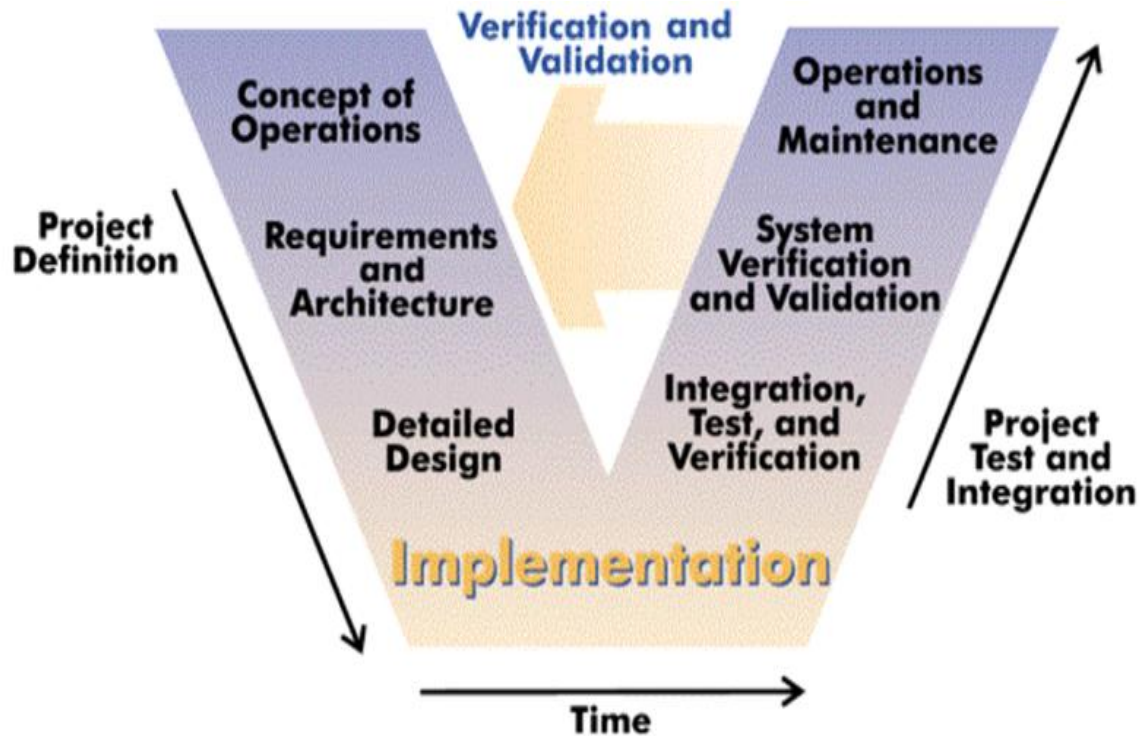 Verification and
Validation
Concept of
Operations
Operations
and
Maintenance
Project
Definition
Requirements
and
Architecture
System
Verification
and Validation
Detailed
Design
Integration,
Test, and
Verification
Project
Test and
Integration
Implementation
Time